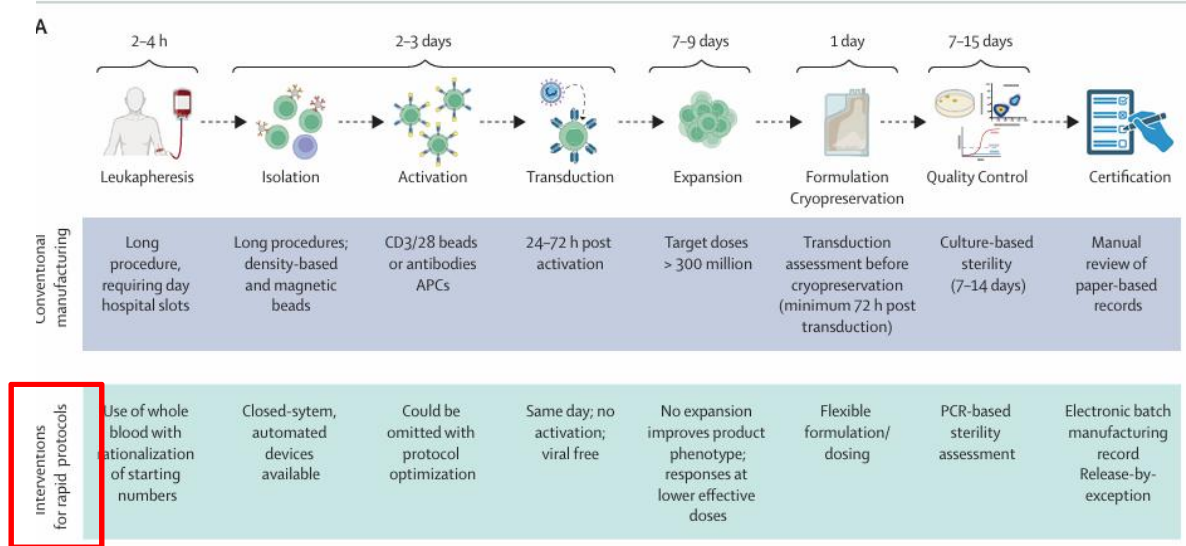 A
2–4 h
2–3 days
7–9 days
1 day
7–15 days
Leukapheresis
Isolation
Activation
Transduction
Expansion
Formulation
Cryopreservation
Quality Control
Certification
Conventional
manufacturing
Long
procedure,
requiring day
hospital slots
Long procedures;
density-based
and magnetic
beads
CD3/28 beads
or antibodies
APCs
24–72 h post
activation
Target doses
> 300 million
Transduction
assessment before
cryopreservation
(minimum 72 h post
transduction)
Culture-based
sterility
(7–14 days)
Manual
review of
paper-based
records
Interventions
for rapid protocols
Use of whole
blood with
rationalization
of starting
numbers
Closed-sytem,
automated
devices
available
Could be
omitted with
protocol
optimization
Same day; no
activation;
viral free
No expansion
improves product
phenotype;
responses at
lower effective
doses
Flexible
formulation/
dosing
PCR-based
sterility
assessment
Electronic batch
manufacturing
record
Release-by-
exception